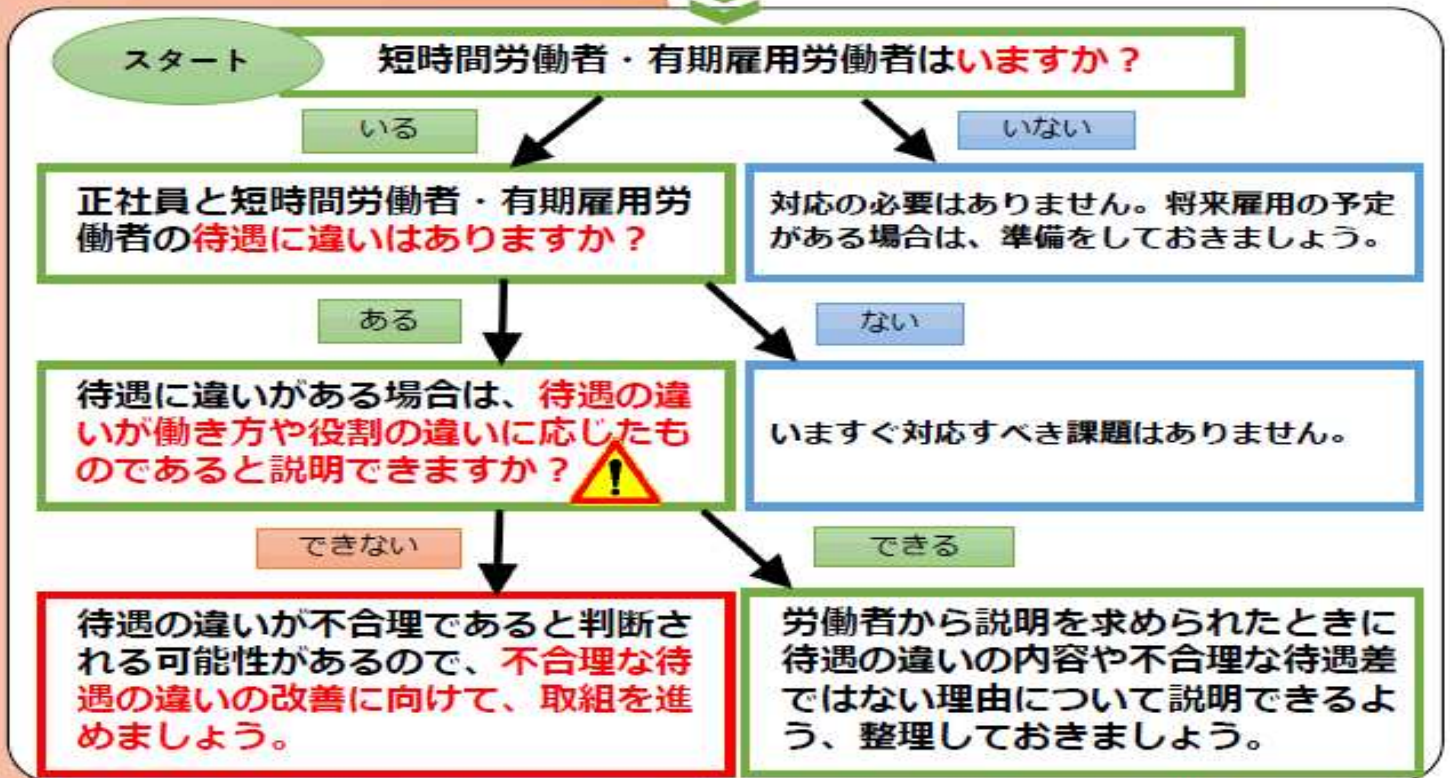 スタート
短時間労働者・有期雇用労働者はいますか？
いる
いない
正社員と短時間労働者・有期雇用労
働者の待遇に違いはありますか？
対応の必要はありません。将来雇用の予定
がある場合は、準備をしておきましょう。
ある
ない
待遇に違いがある場合は、待遇の違
いが働き方や役割の違いに応じたも
のであると説明できますか？
!
いますぐ対応すべき課題はありません。
できない
できる
待遇の違いが不合理であると判断さ
れる可能性があるので、不合理な待
遇の違いの改善に向けて、取組を進
めましょう。
労働者から説明を求められたときに
待遇の違いの内容や不合理な待遇差
ではない理由について説明できるよ
う、整理しておきましょう。